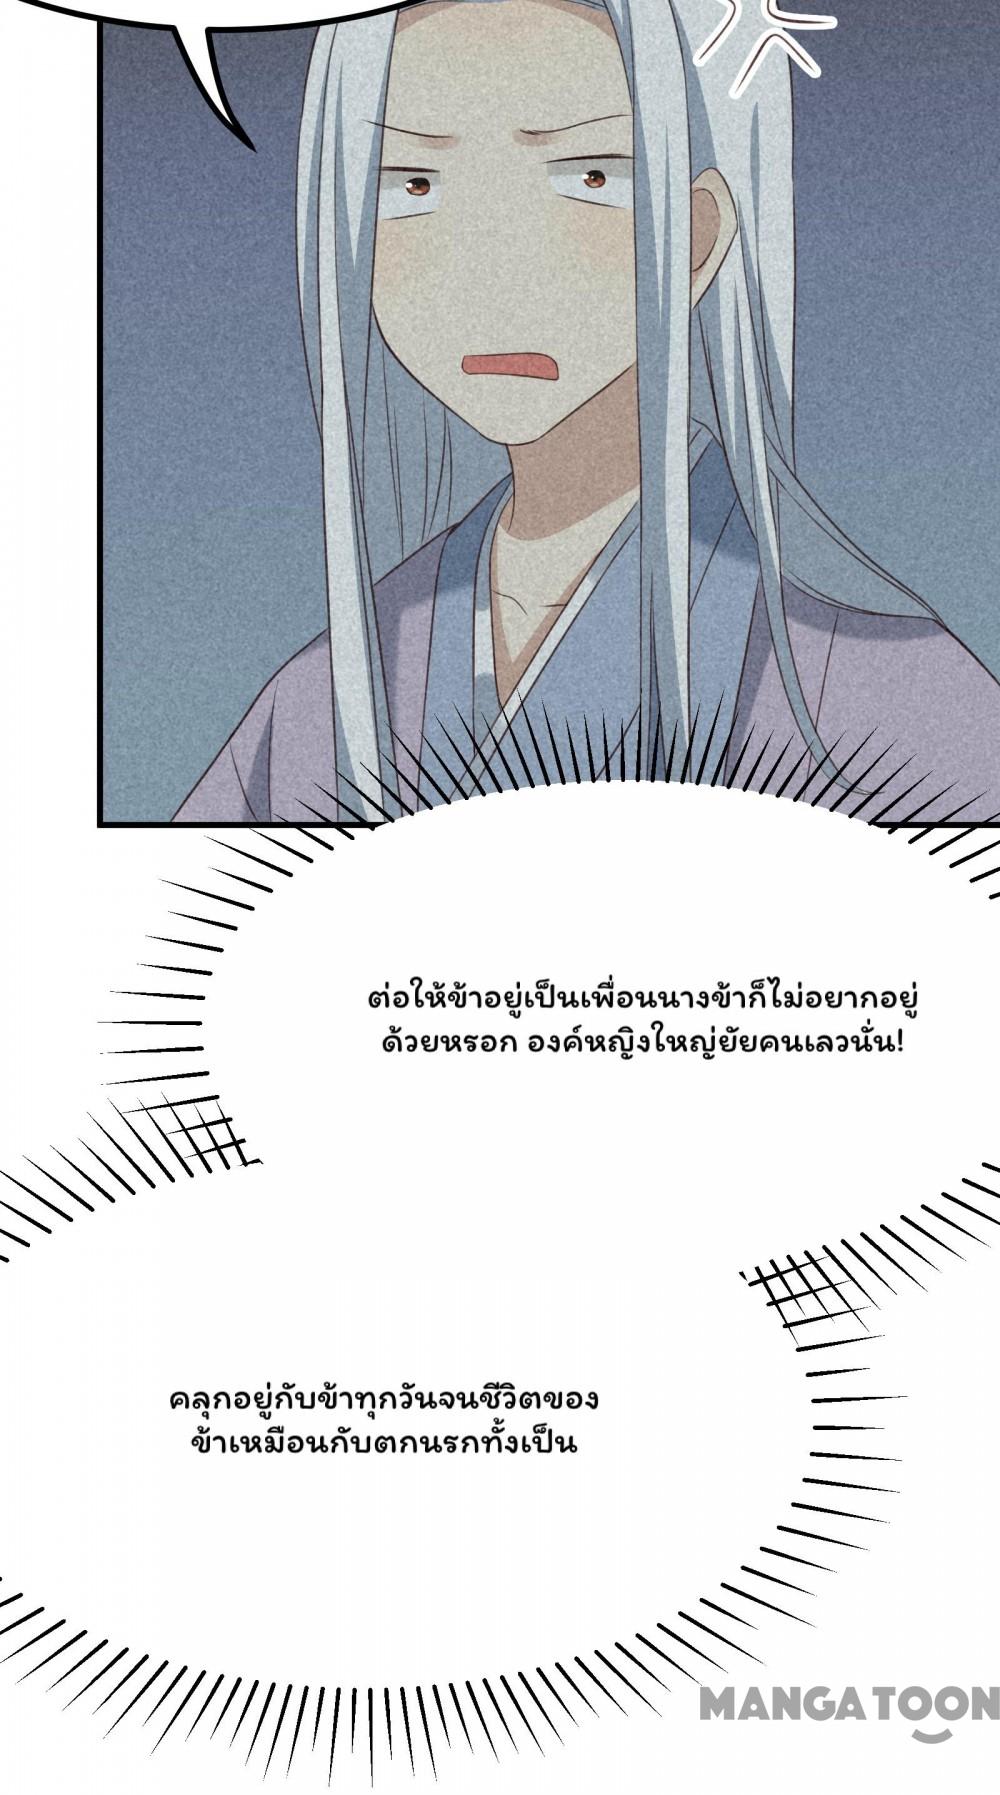 ต่อให้ข้าอยู่เป็นเพื่อนนางข้าก็ไม่อยากอยู่
ด้วยหรอก องค์หญิงใหญ่ยัยคนเลวนั่น!
คลุกอยู่กับข้าทุกวันจนชีวิตของ
ข้าเหมือนกับตกนรกทั้งเป็น
MANGATOON